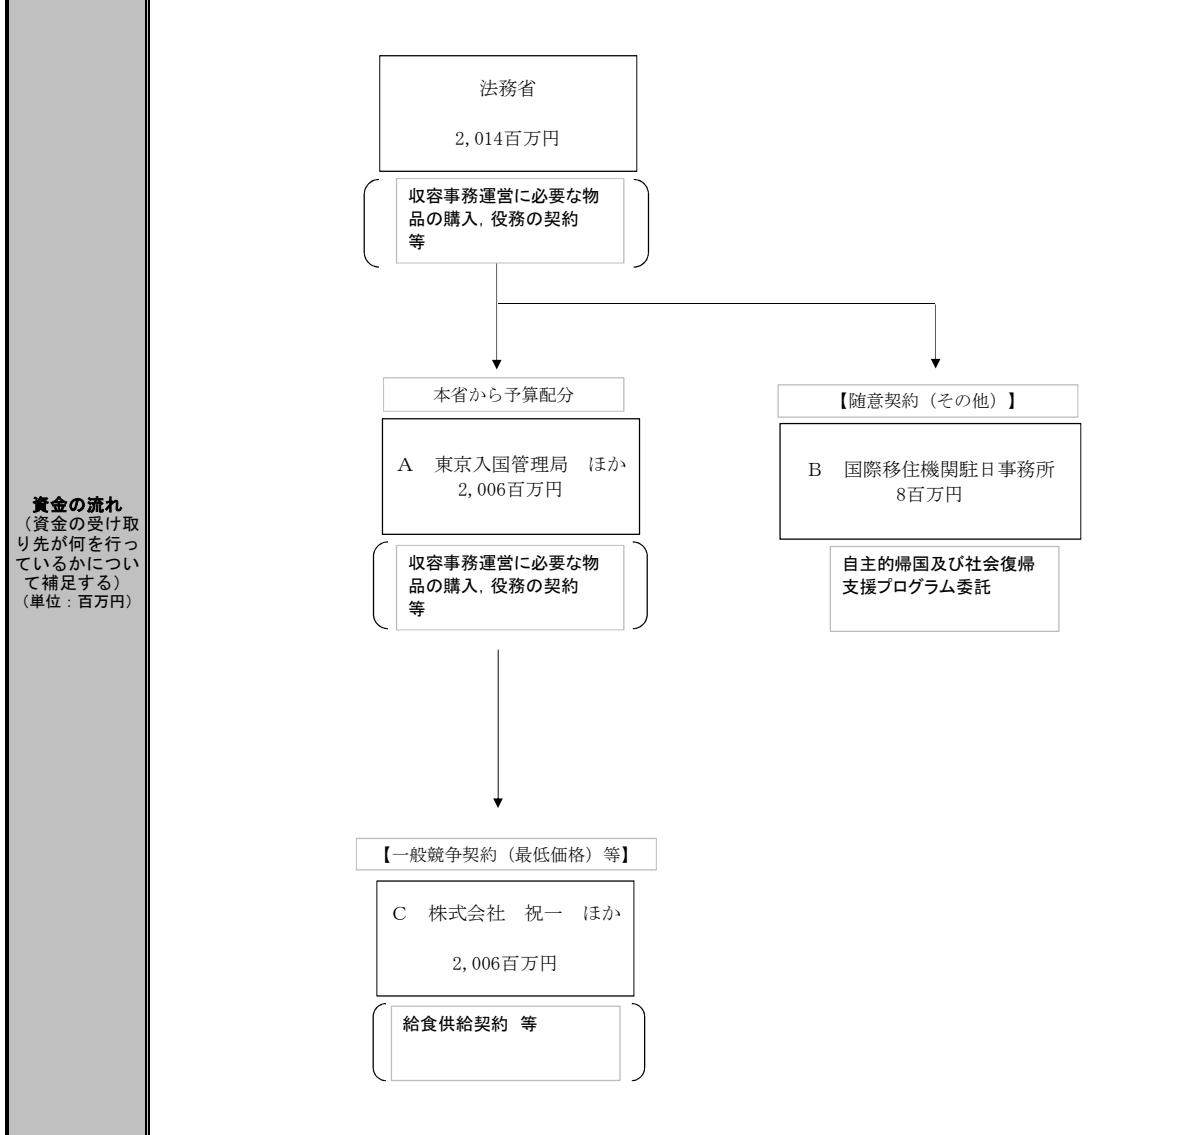 資金の流れ
（資金の受け取
り先が何を行っ
ているかについ
て補足する）
（単位：百万円）
法務省
2,014百万円
収容事務運営に必要な物
品の購入，役務の契約
等
本省から予算配分
A　東京入国管理局　ほか
2,006百万円
収容事務運営に必要な物
品の購入，役務の契約
等
【随意契約（その他）】
B　国際移住機関駐日事務所
8百万円
自主的帰国及び社会復帰
支援プログラム委託
【一般競争契約（最低価格）等】
C　株式会社　祝一　ほか
2,006百万円
給食供給契約　等